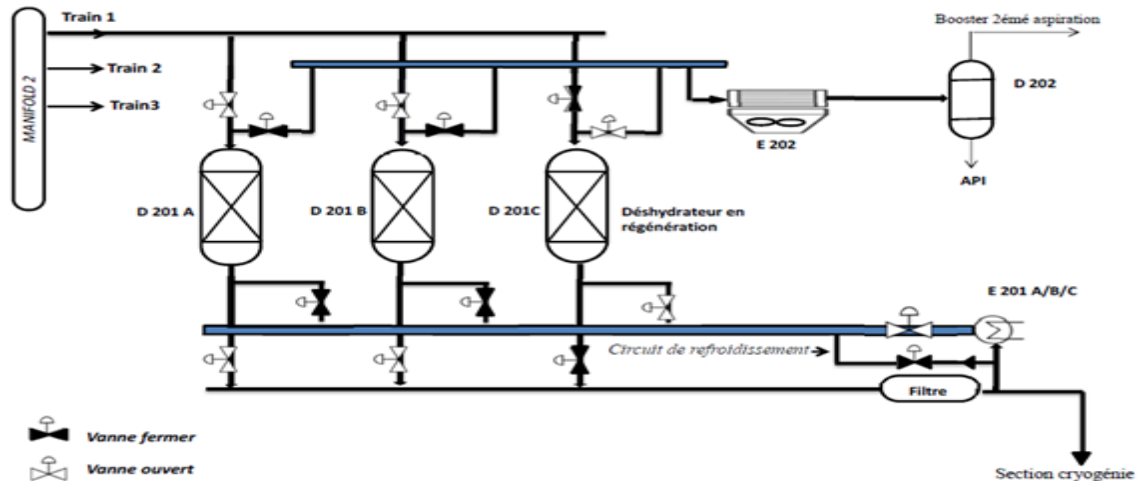 MANIFOLD 2
Train 1
Train 2
Train3
Booster 2émé aspiration
D 202
E 202
API
D 201 A
D 201 B
D 201C
Déshydrateur en
régénération
E 201 A/B/C
Circuit de refroidissement
Filtre
Vanne fermer
Vanne ouvert
Section cryogénie